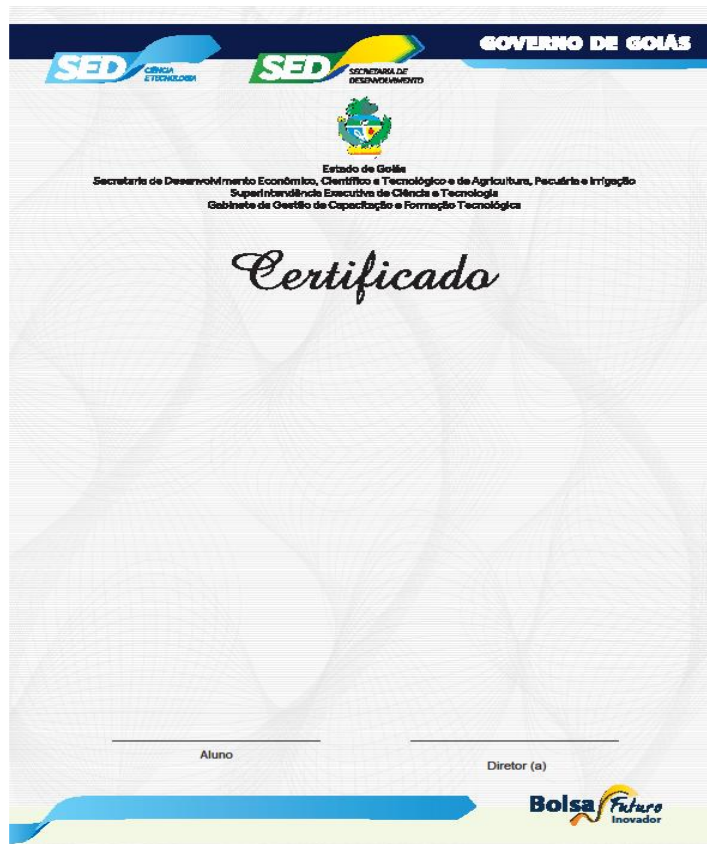 GOVERNO DE GOIÁS
SED
CIÊNCIA
E TECNOLOGIA
SED
SECRETARIA DE
DESENVOLVIMENTO
Estado de Goiás
Secretaria de Desenvolvimento Econômico, Científico e Tecnológico e de Agricultura, Pecuária e Irrigação
Superintendência Executiva de Ciência e Tecnologia
Gabinete de Gestão de Capacitação e Formação Tecnológica
Certificado
Aluno
Diretor (a)
Bolsa Futuro
Inovador